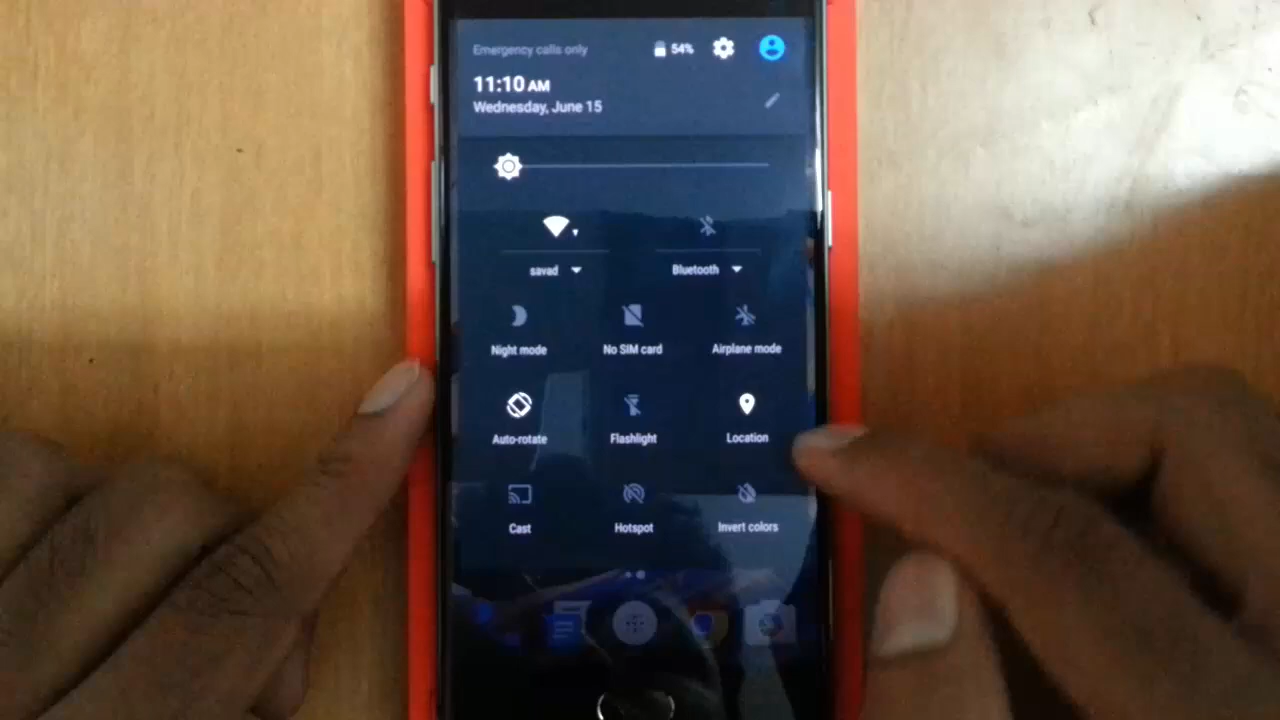 Emergency calls only 54%
11:10 AM
Wednesday, June 15
savad Bluetooth
Night mode No SIM card Airplane mode
Auto-rotate Flashlight Location
Cast Hotspot Invert colors